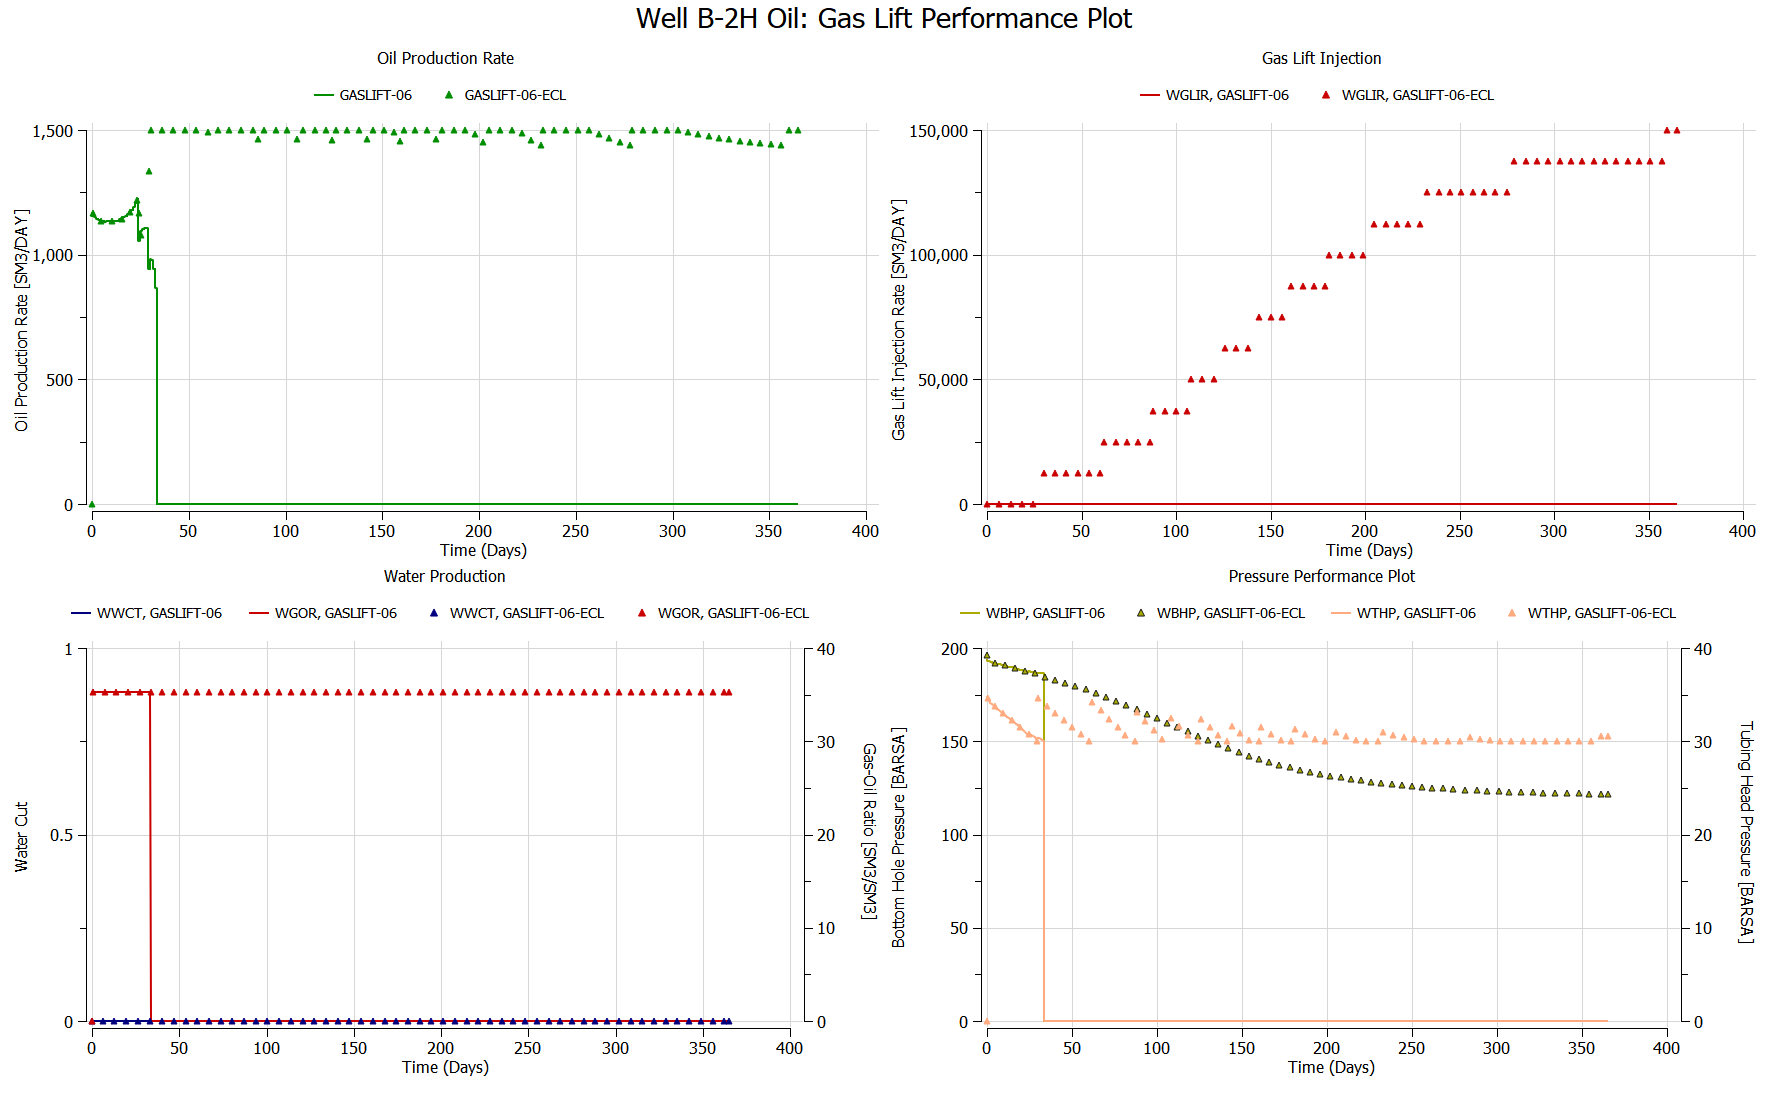 Well B-2H Oil: Gas Lift Performance Plot
Oil Production Rate
GASLIFT-06 GASLIFT-06-ECL
1,500
1,000
500
0
Oil Production Rate [SM3/DAY]
0 50 100 150 200 250 300 350 400
Time (Days)
Gas Lift Injection
WGLIR, GASLIFT-06 WGLIR, GASLIFT-06-ECL
150,000
100,000
50,000
0
Gas Lift Injection Rate [SM3/DAY]
0 50 100 150 200 250 300 350 400
Time (Days)
Water Production
WWCT, GASLIFT-06 WGOR, GASLIFT-06 WWCT, GASLIFT-06-ECL WGOR, GASLIFT-06-ECL
1
0.5
0
Water Cut
40
30
20
10
0
Gas-Oil Ratio [SM3/SM3]
0 50 100 150 200 250 300 350 400
Time (Days)
Pressure Performance Plot
WBHP, GASLIFT-06 WBHP, GASLIFT-06-ECL WTHP, GASLIFT-06 WTHP, GASLIFT-06-ECL
200
150
100
50
0
Bottom Hole Pressure [BARSA]
40
30
20
10
0
Tubing Head Pressure [BARSA]
0 50 100 150 200 250 300 350 400
Time (Days)